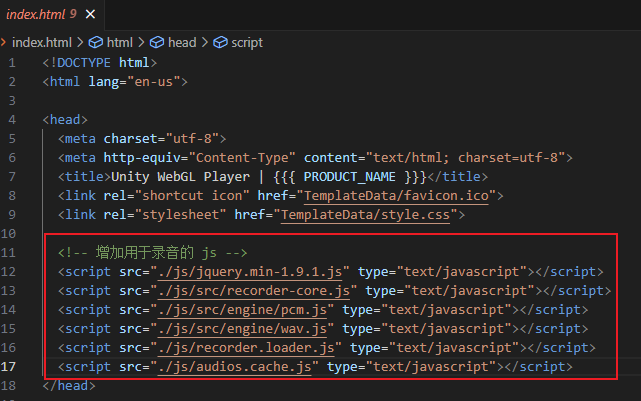 index.html 9 ×
index.html > html > head > script
1 <!DOCTYPE html>
2 <html lang="en-us">
3
4 <head>
5 <meta charset="utf-8">
6 <meta http-equiv="Content-Type" content="text/html; charset=utf-8">
7 <title>Unity WebGL Player | {{{ PRODUCT_NAME }}}</title>
8 <link rel="shortcut icon" href="TemplateData/favicon.ico">
9 <link rel="stylesheet" href="TemplateData/style.css">
10
11 <!-- 增加用于录音的 js -->
12 <script src="./js/jquery.min-1.9.1.js" type="text/javascript"></script>
13 <script src="./js/src/recorder-core.js" type="text/javascript"></script>
14 <script src="./js/src/engine/pcm.js" type="text/javascript"></script>
15 <script src="./js/src/engine/wav.js" type="text/javascript"></script>
16 <script src="./js/recorder.loader.js" type="text/javascript"></script>
17 <script src="./js/audios.cache.js" type="text/javascript"></script>
18 </head>